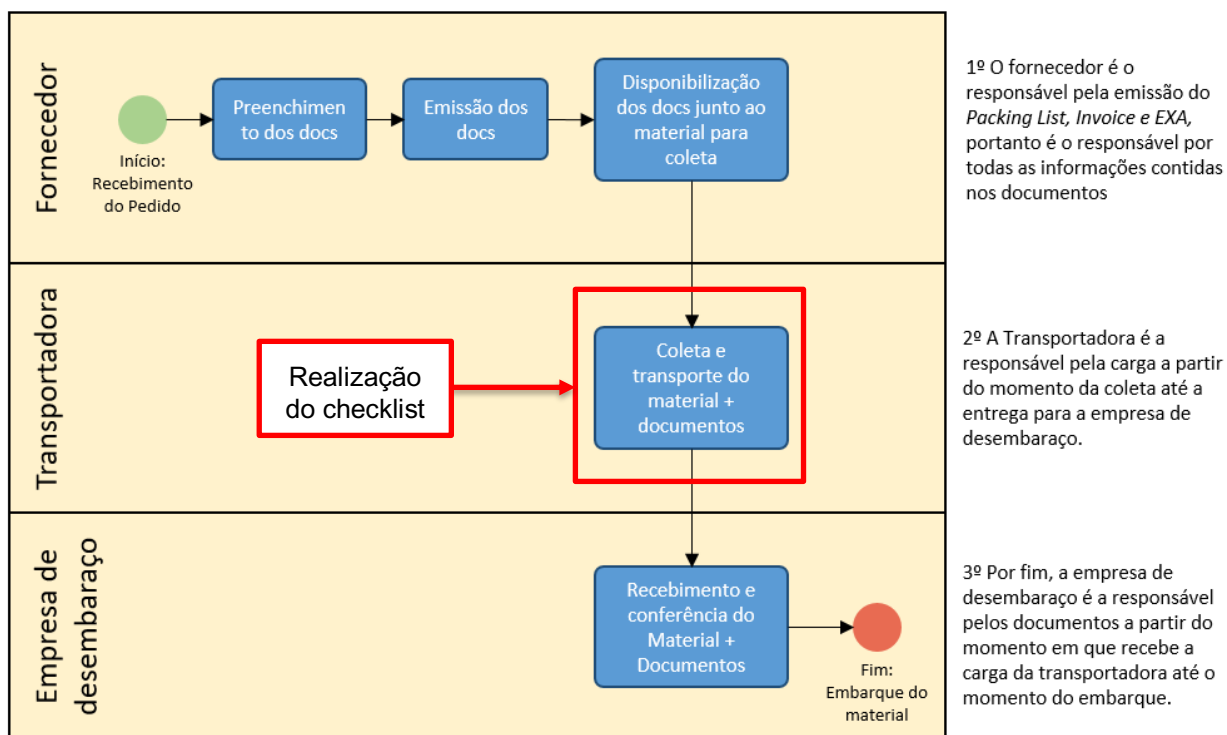 Fornecedor
Início:
Recebimento
do Pedido
Preenchimen
to dos docs
Emissão dos
docs
Disponibilização
dos docs junto ao
material para
coleta
1º O fornecedor é o
responsável pela emissão do
Packing List, Invoice e EXA,
portanto é o responsável por
todas as informações contidas
nos documentos
Transportadora
Realização
do checklist
Coleta e
transporte do
material +
documentos
2º A Transportadora é a
responsável pela carga a partir
do momento da coleta até a
entrega para a empresa de
desembaraço.
Empresa de
desembaraço
Recebimento e
conferência do
Material +
Documentos
Fim:
Embarque do
material
3º Por fim, a empresa de
desembaraço é a responsável
pelos documentos a partir do
momento em que recebe a
carga da transportadora até o
momento do embarque.